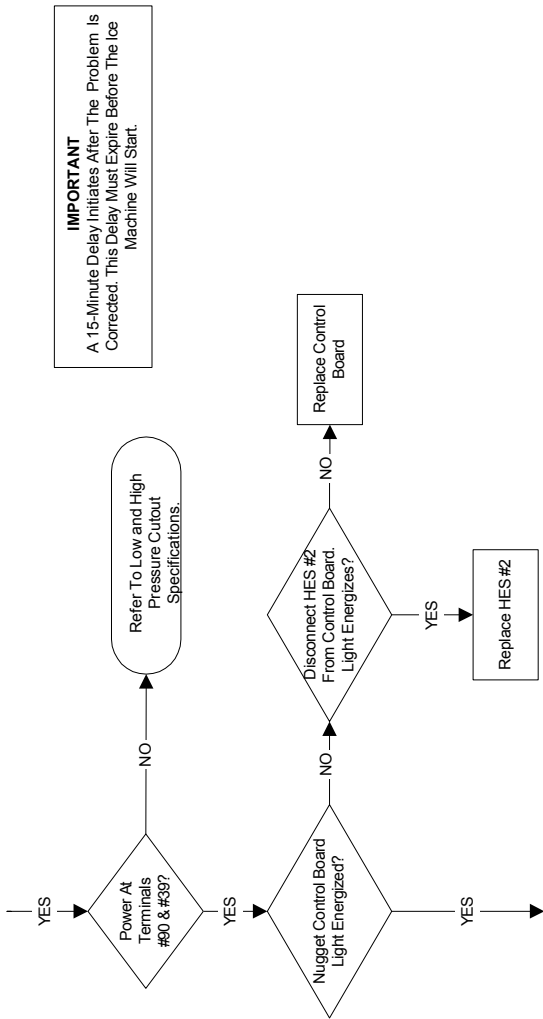 IMPORTANT
A 15-Minute Delay Initiates After The Problem Is
Corrected. This Delay Must Expire Before The Ice
Machine Will Start.
YES
Power At
Terminals
#90 & #39?
NO
Refer To Low and High
Pressure Cutout
Specifications.
YES
Nugget Control Board
Light Energized?
NO
Disconnect HES #2
From Control Board.
Light Energizes?
NO
Replace Control
Board
YES
Replace HES #2
YES